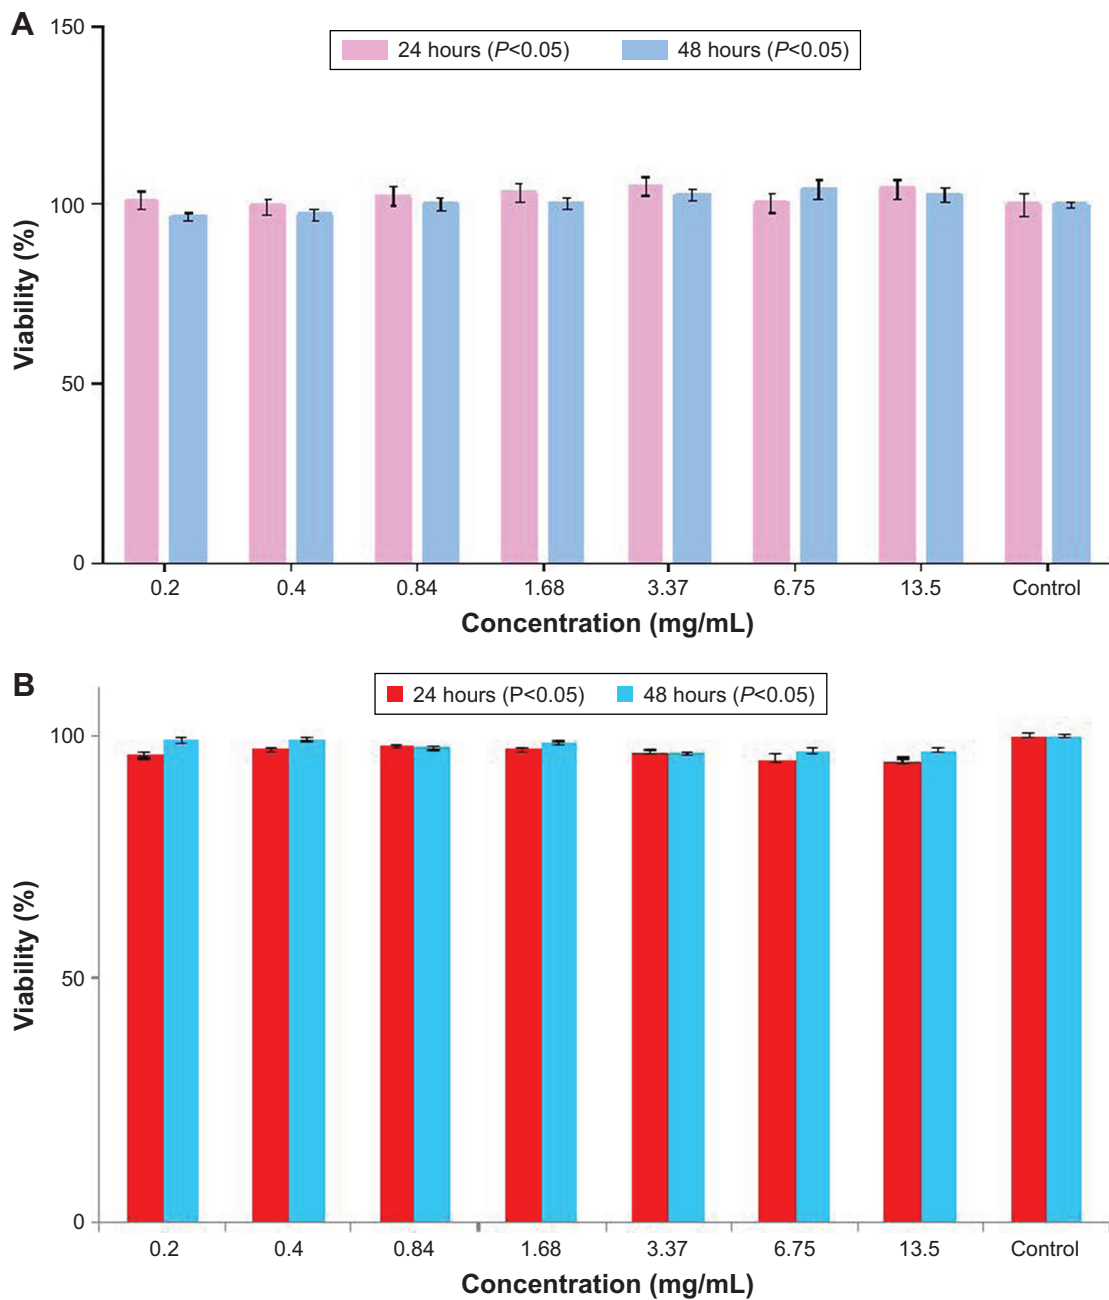 A
150
24 hours (P<0.05) 48 hours (P<0.05)
100
50
0
Viability (%)
0.2 0.4 0.84 1.68 3.37 6.75 13.5 Control
Concentration (mg/mL)
B
24 hours (P<0.05) 48 hours (P<0.05)
100
50
0
Viability (%)
0.2 0.4 0.84 1.68 3.37 6.75 13.5 Control
Concentration (mg/mL)